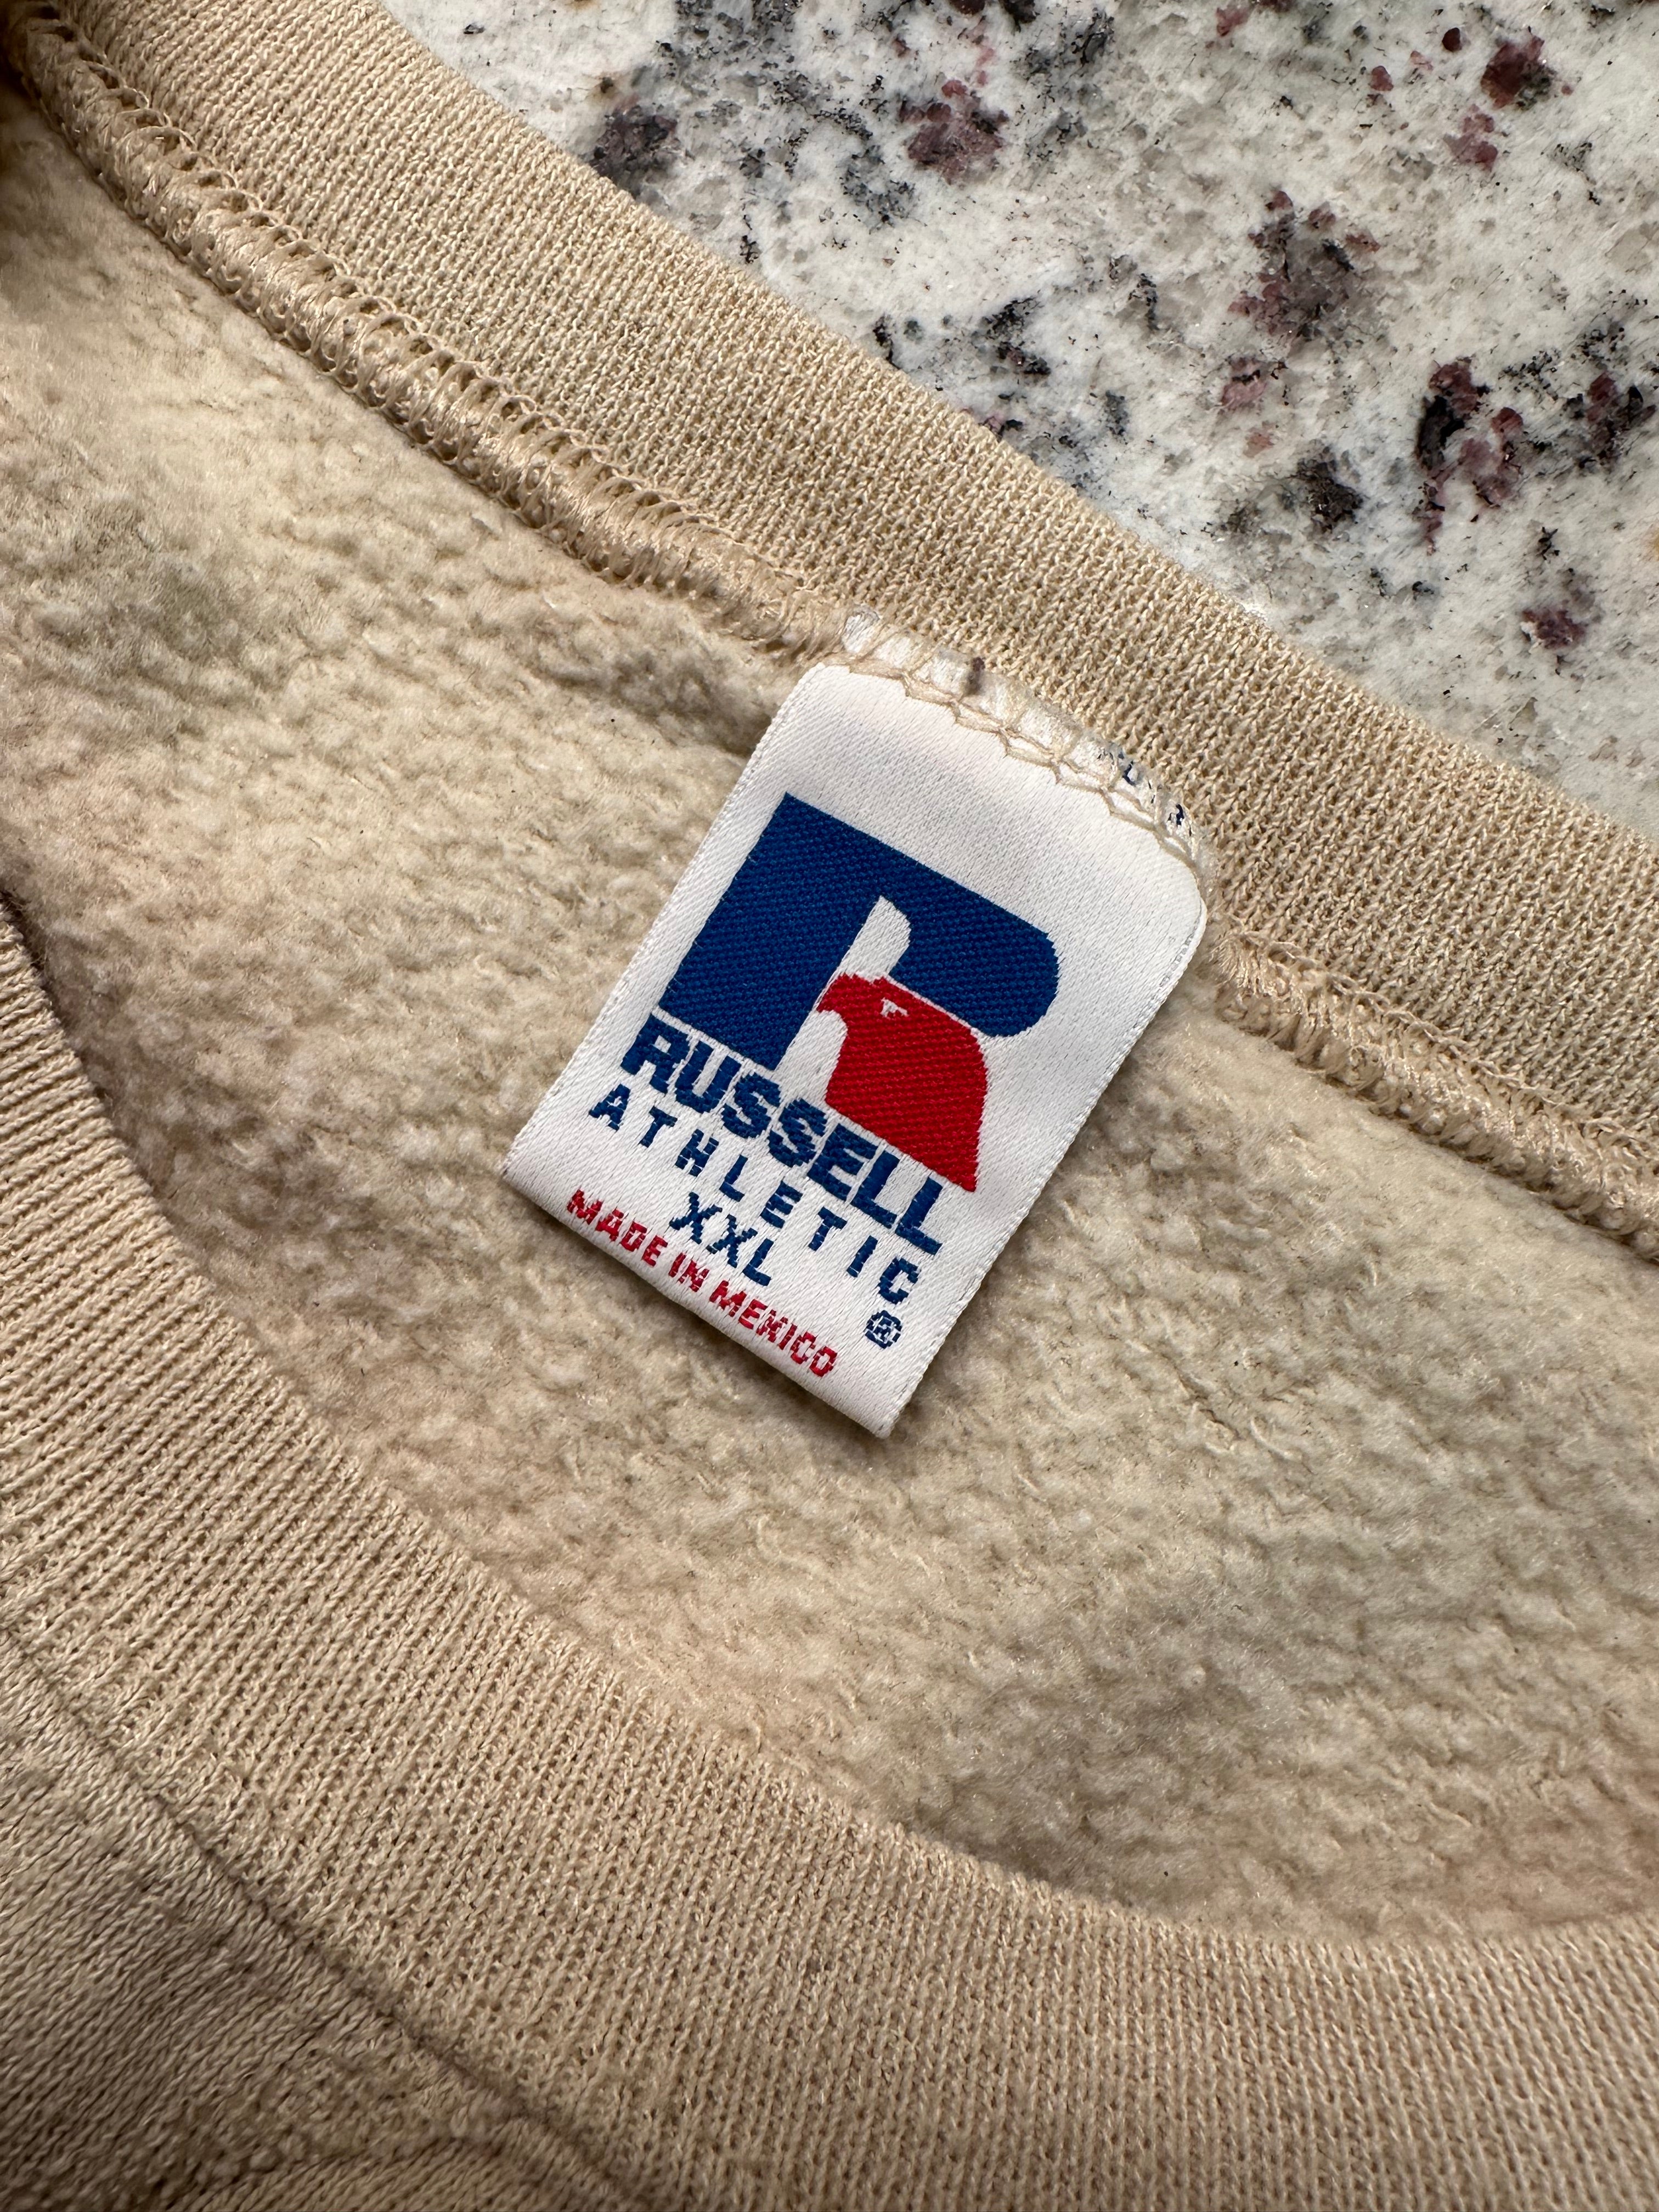 RUSSELL
ATHLETIC
XXL ®
MADE IN MEXICO